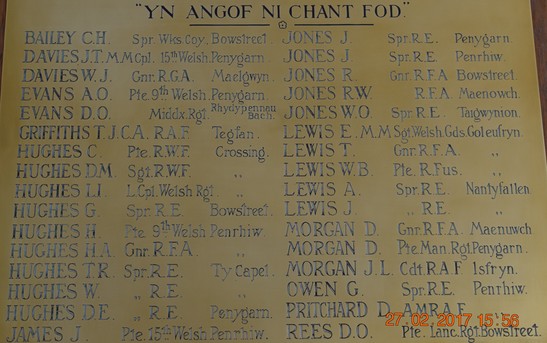 "YN ANGOF NI CHANT FOD."
BAILEY C.H. Spr. Wks. Coy. Bowstreet.
DAVIES J.T. M.M Cpl. 15th Welsh. Penygarn.
DAVIES W.J. Gnr. R.G.A. Maelgwyn.
EVANS A.O. Pte. 9th Welsh. Penygarn
EVANS D.O. Middx. Rgt. Rhydypennau Bach.
GRIFFITHS T.J. C.A. R.A.F. Tegfan.
HUGHES C. Pte. R.W.F. Crossing.
HUGHES D.M. Sgt. R.W.F. "
HUGHES LI. L.Cpl. Welsh Rgt. "
HUGHES G. Spr. R.E. Bowstreet.
HUGHES H. Pte. 9th Welsh Penrhiw.
HUGHES H.A. Gnr. R.F.A. "
HUGHES T.R. Spr. R.E. Ty Capel.
HUGHES W. " R.E. "
HUGHES D.E. " R.E. Penygarn.
JAMES J. Pte. 15th Welsh Penrhiw.
JONES J. Spr. R.E. Penygarn.
JONES J. Spr. R.E. Penrhiw.
JONES R. Gnr. R.F.A Bowstreet.
JONES R.W. " R.F.A. Maenowch.
JONES W.O. Spr. R.E. Taigwynion.
LEWIS E. M.M Sgt. Welsh Gds. Goleufryn
LEWIS T. Gnr. R.F.A. "
LEWIS W.B. Pte. R.Fus. "
LEWIS A. Spr. R.E. Nantyfallen
LEWIS J. " R.E. "
MORGAN D. Gnr. R.F.A. Maenuwch.
MORGAN D. Pte. Man. Rgt. Penygarn.
MORGAN J.L. Cdt R.A.F Isfryn.
OWEN G. Spr. R.E. Penrhiw.
PRITCHARD D. A.M. R.A.F. "
REES D.O. Pte. Lanc. Rgt. Bowstreet.
27/02/2017 15:56